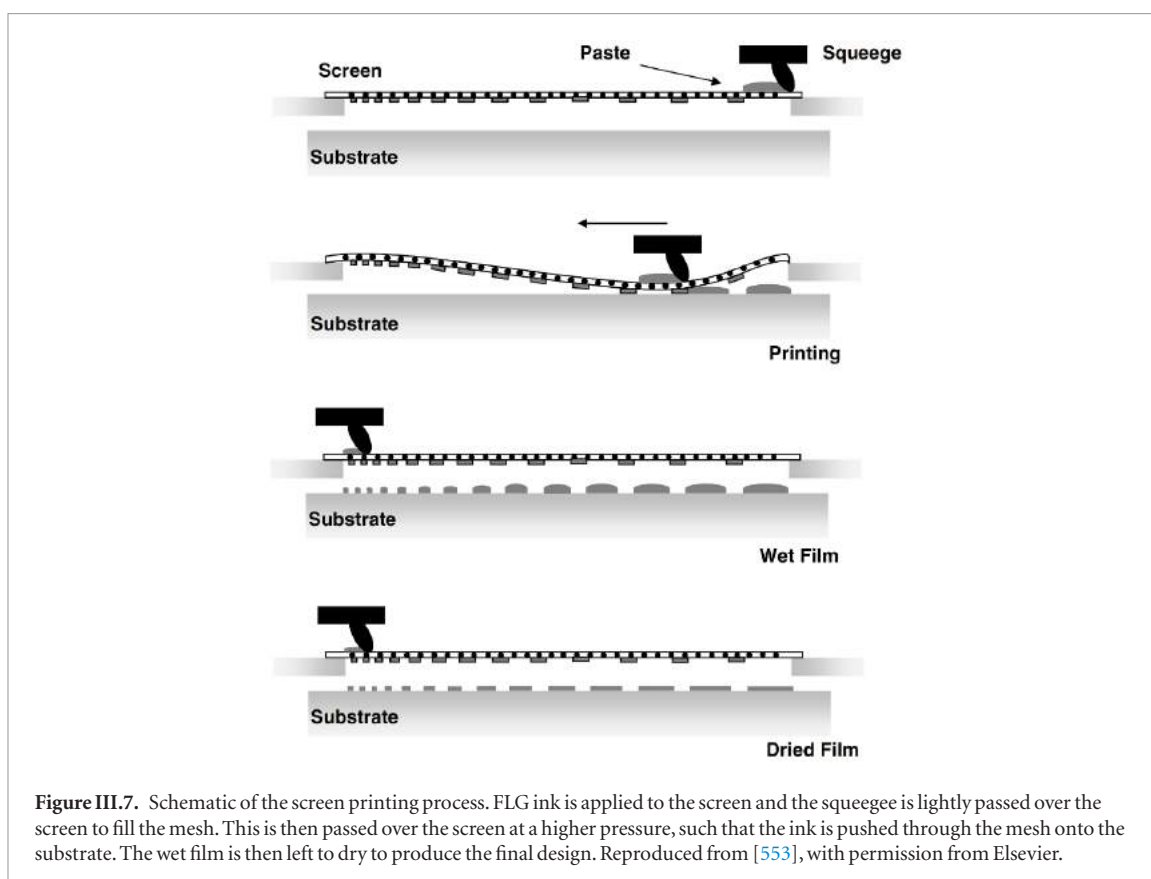 Paste
Squeege
Screen
Substrate
Substrate
Printing
Substrate
Wet Film
Substrate
Dried Film
Figure III.7. Schematic of the screen printing process. FLG ink is applied to the screen and the squeegee is lightly passed over the
screen to fill the mesh. This is then passed over the screen at a higher pressure, such that the ink is pushed through the mesh onto the
substrate. The wet film is then left to dry to produce the final design. Reproduced from [553], with permission from Elsevier.